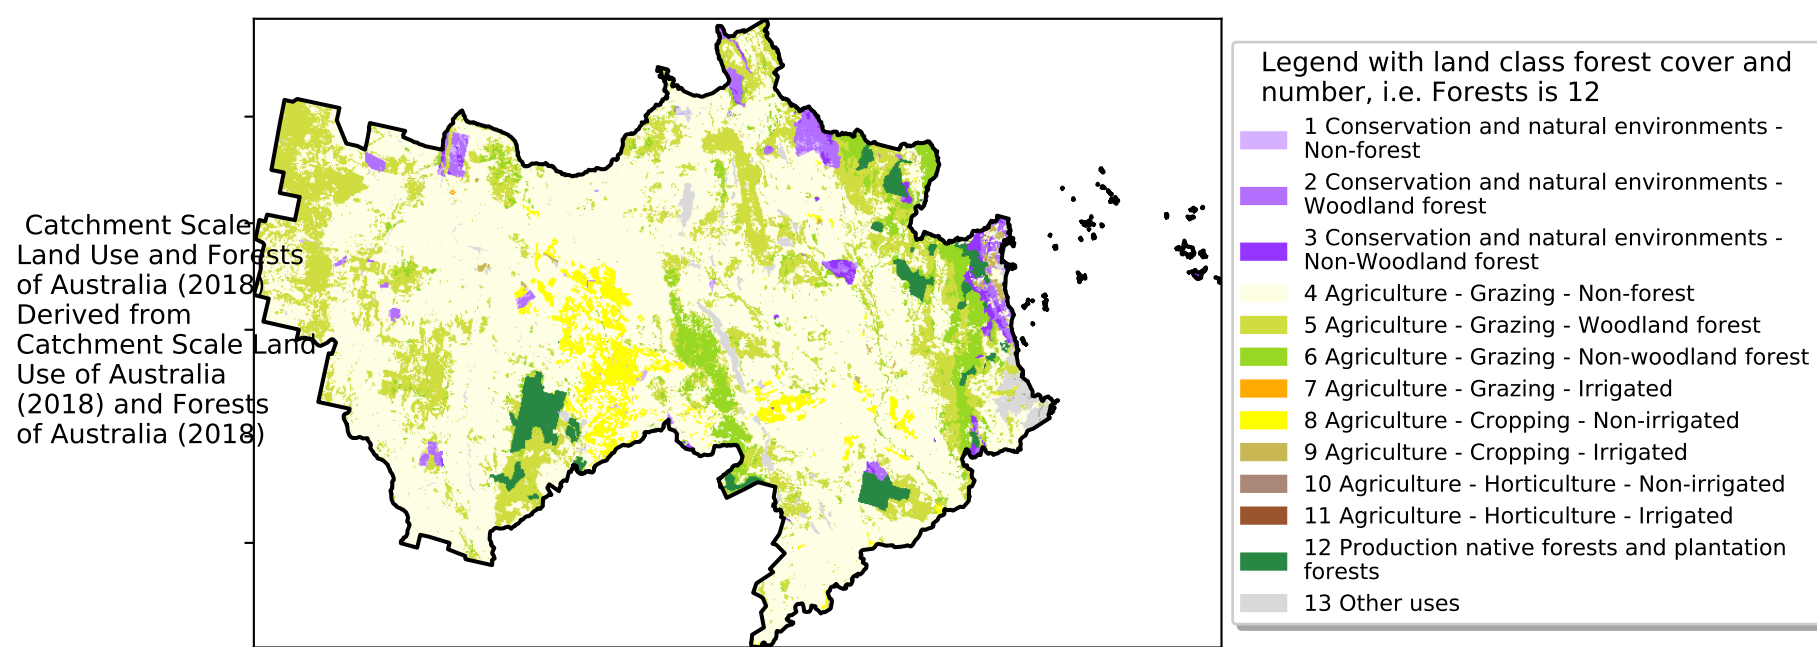 Catchment Scale
Land Use and Forests
of Australia (2018)
Derived from
Catchment Scale Land
Use of Australia
(2018) and Forests
of Australia (2018)
Legend with land class forest cover and
number, i.e. Forests is 12
1 Conservation and natural environments -
Non-forest
2 Conservation and natural environments -
Woodland forest
3 Conservation and natural environments -
Non-Woodland forest
4 Agriculture - Grazing - Non-forest
5 Agriculture - Grazing - Woodland forest
6 Agriculture - Grazing - Non-woodland forest
7 Agriculture - Grazing - Irrigated
8 Agriculture - Cropping - Non-irrigated
9 Agriculture - Cropping - Irrigated
10 Agriculture - Horticulture - Non-irrigated
11 Agriculture - Horticulture - Irrigated
12 Production native forests and plantation
forests
13 Other uses